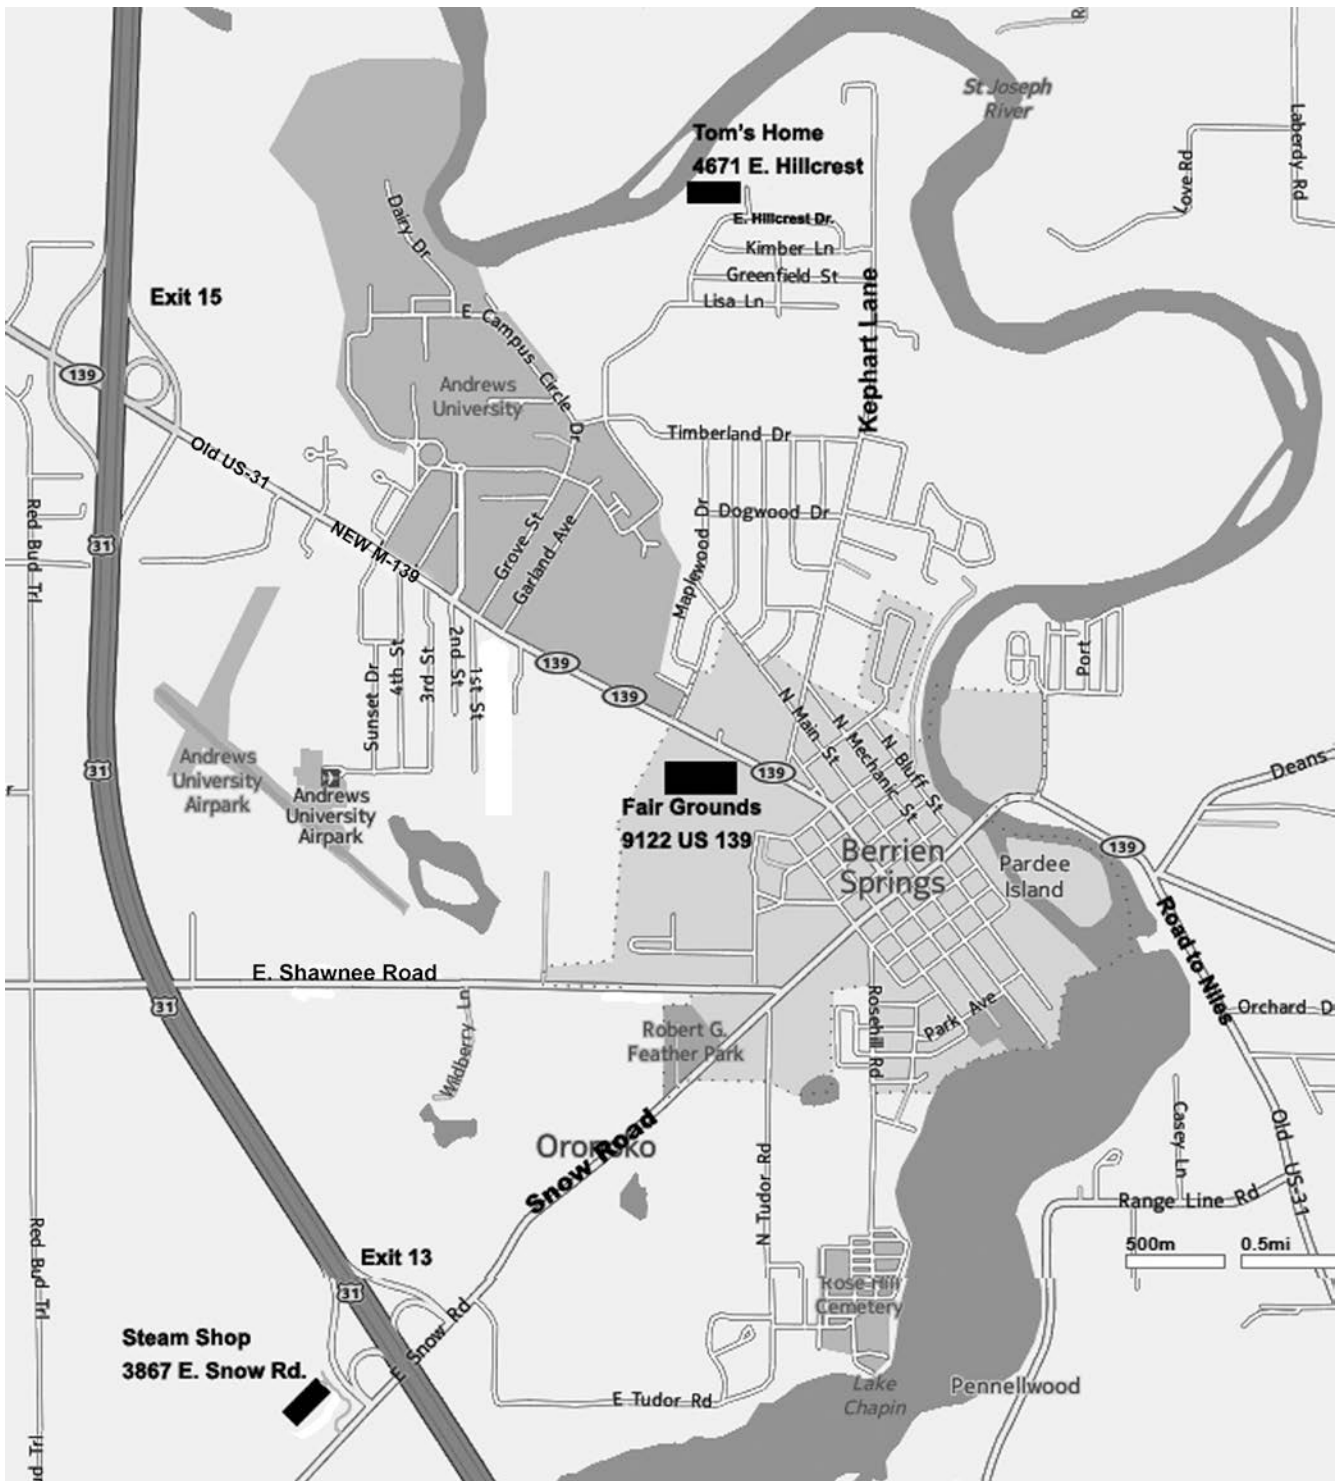 St Joseph
River
Tom's Home
4671 E. Hillcrest
Laberdy Rd
Love Rd
Dairy Dr
E. Hillcrest Dr.
Kimber Ln
Greenfield St
Lisa Ln
Exit 15
E Campus Circle Dr
Kephart Lane
139
Andrews
University
Timberland Dr
Old US-31
Red Bud Trl
31
NEW M-139
Grove St
Garland Ave
Maplewood Dr
Dogwood Dr
Sunset Dr
4th St
3rd St
2nd St
1st St
139
139
Port
N Main St
N Mechanic St
N Bluff St
31
Andrews
University
Airpark
Andrews
University
Airpark
139
Deans
Fair Grounds
9122 US 139
Berrien
Springs
139
Pardee
Island
Road to Niles
E. Shawnee Road
31
Wildberry Ln
Robert G.
Feather Park
Rosehill Rd
Park Ave
Orchard D
Snow Road
Oronoko
N Tudor Rd
Casey Ln
Old US-31
Range Line Rd
Red Bud Trl
500m
0.5mi
Exit 13
31
Rose Hill
Cemetery
Steam Shop
3867 E. Snow Rd.
E Snow Rd
E Tudor Rd
Lake
Chapin
Pennellwood